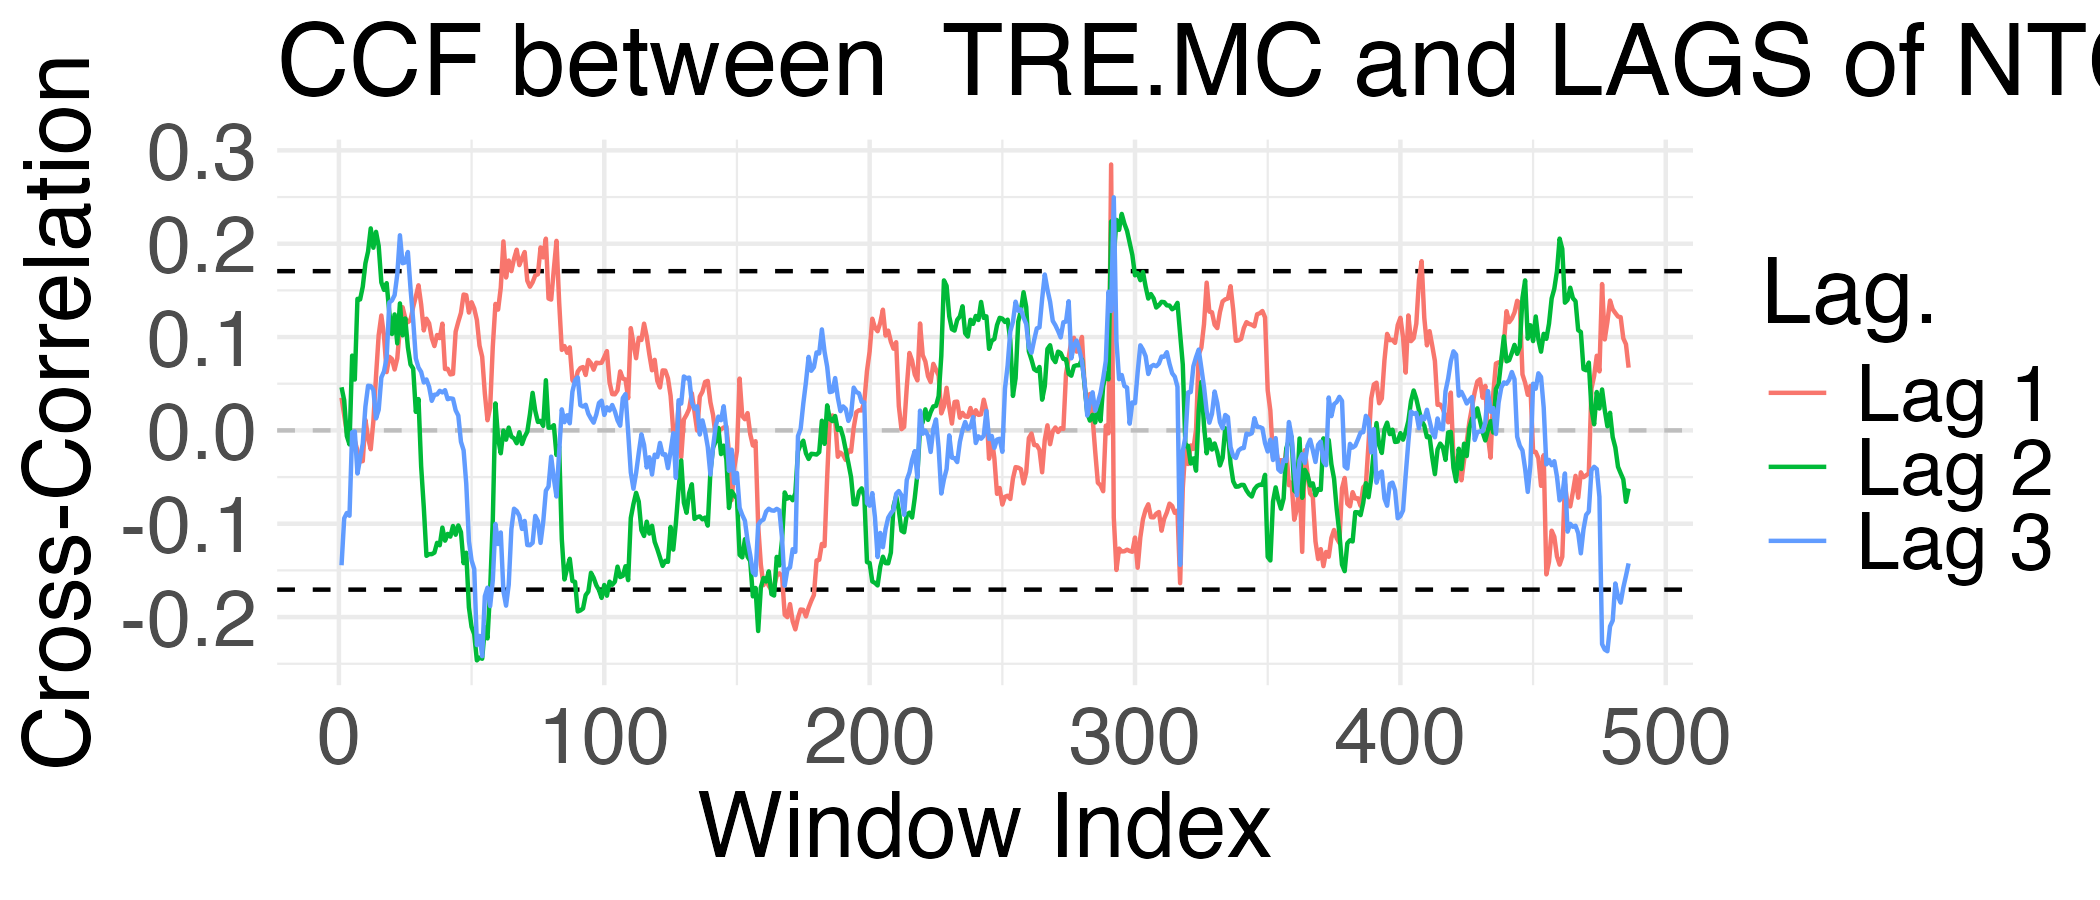 CCF between  TRE.MC and LAGS of NT
Cross-Correlation
0.3
0.2
0.1
0.0
-0.1
-0.2
0
100
200
300
400
500
Window Index
Lag.
Lag 1
Lag 2
Lag 3